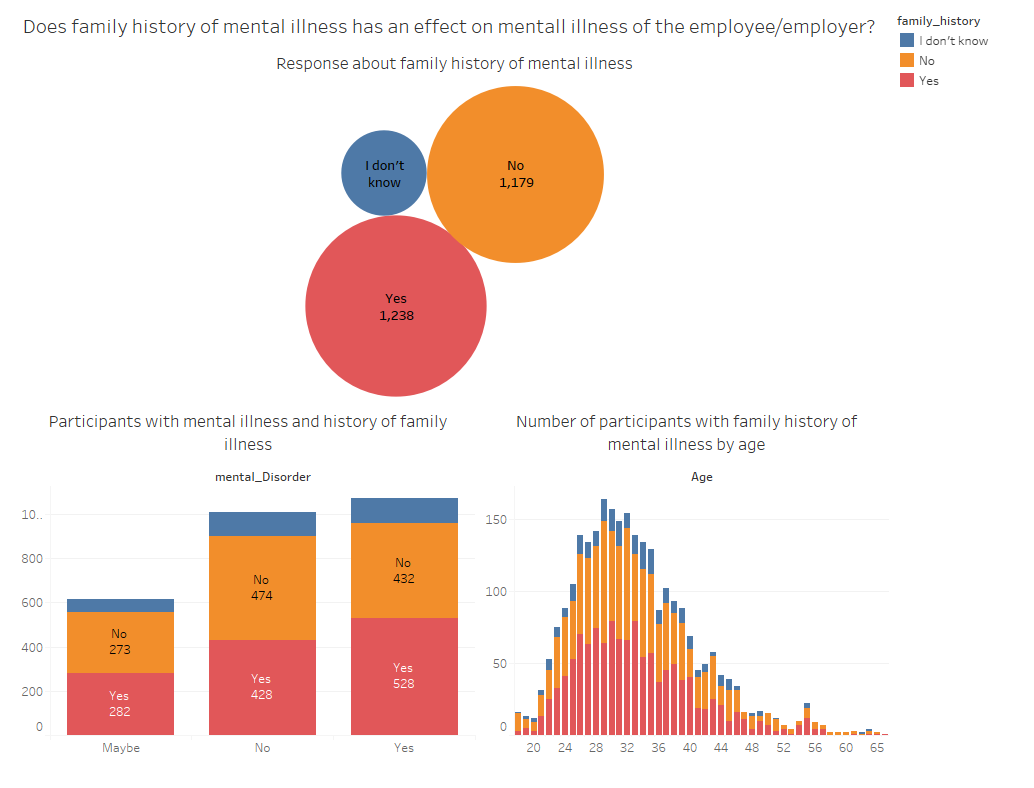 Does family history of mental illness has an effect on mentall illness of the employee/employer?
family_history
I don't know
No
Yes
Response about family history of mental illness
I don't
know
No
1,179
Yes
1,238
Participants with mental illness and history of family
illness
mental_Disorder
10..
800
600
400
200
0
No
273
Yes
282
No
474
Yes
428
No
432
Yes
528
Maybe
No
Yes
Number of participants with family history of
mental illness by age
Age
150
100
50
0
20
24
28
32
36
40
44
48
52
56
60
65